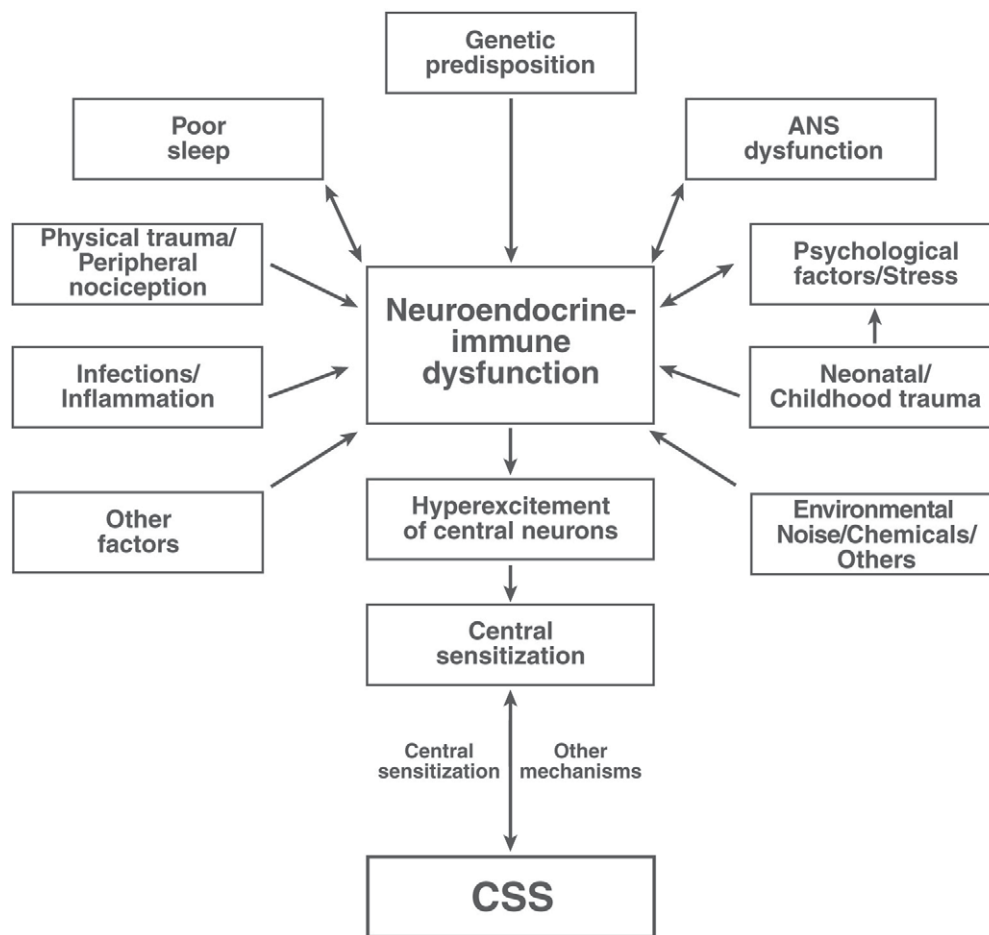 Genetic
predisposition
Poor
sleep
ANS
dysfunction
Physical trauma/
Peripheral
nociception
Psychological
factors/Stress
Neuroendocrine-
immune
dysfunction
Infections/
Inflammation
Neonatal/
Childhood trauma
Other
factors
Hyperexcitement
of central neurons
Environmental
Noise/Chemicals/
Others
Central
sensitization
Central
sensitization
Other
mechanisms
CSS